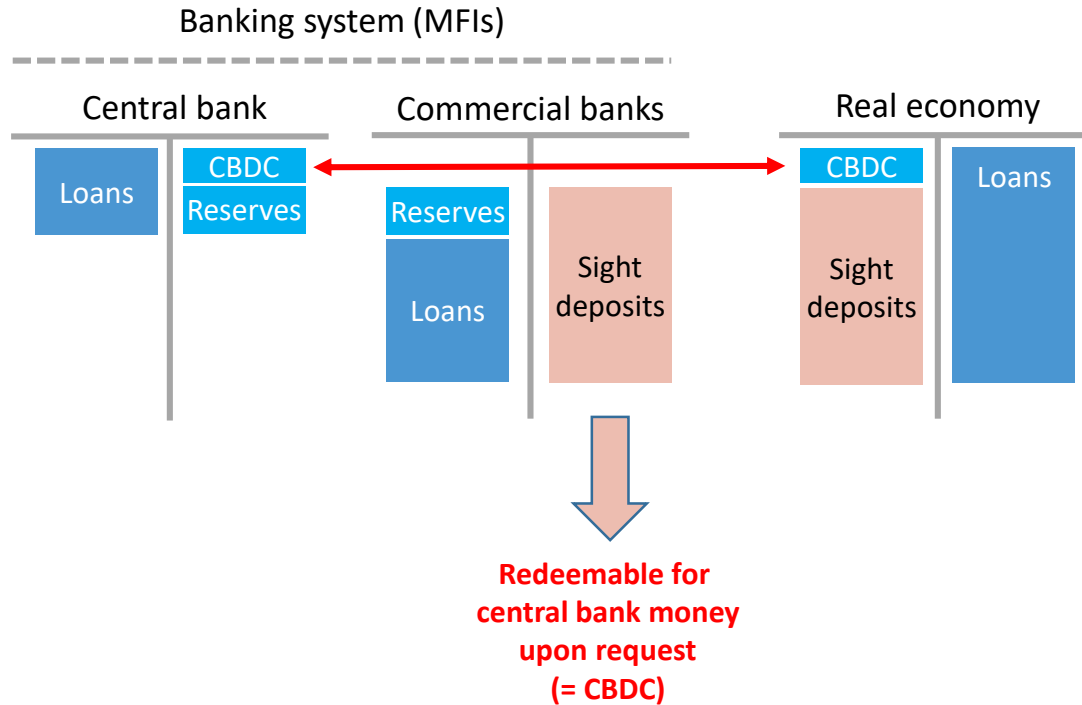 Banking system (MFIs)
Central bank
Commercial banks
Real economy
Loans
CBDC
Reserves
Reserves
Loans
Sight
deposits
CBDC
Sight
deposits
Loans
Redeemable for
central bank money
upon request
(= CBDC)